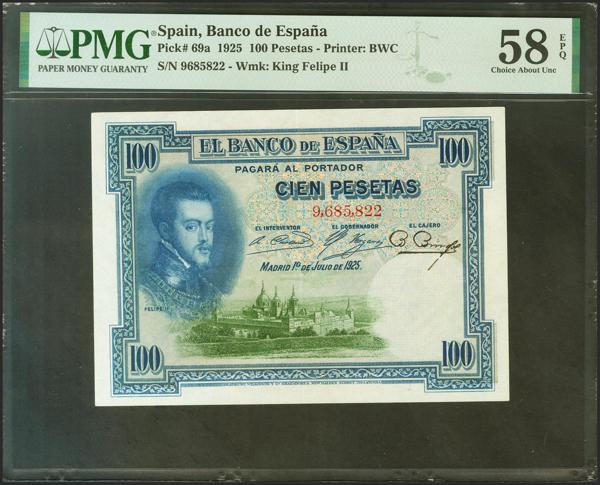 PMG
PAPER MONEY GUARANTY
Spain, Banco de España
Pick# 69a 1925 100 Pesetas - Printer: BWC
S/N 9685822 - Wmk: King Felipe II
58 EPQ
Choice About Unc
100
EL BANCO DE ESPAÑA
100
PAGARÁ AL PORTADOR
CIEN PESETAS
9,685,822
EL INTERVENTOR
EL GOBERNADOR
EL CAJERO
MADRID 1º DE JULIO DE 1925.
FELIPE II
100
100